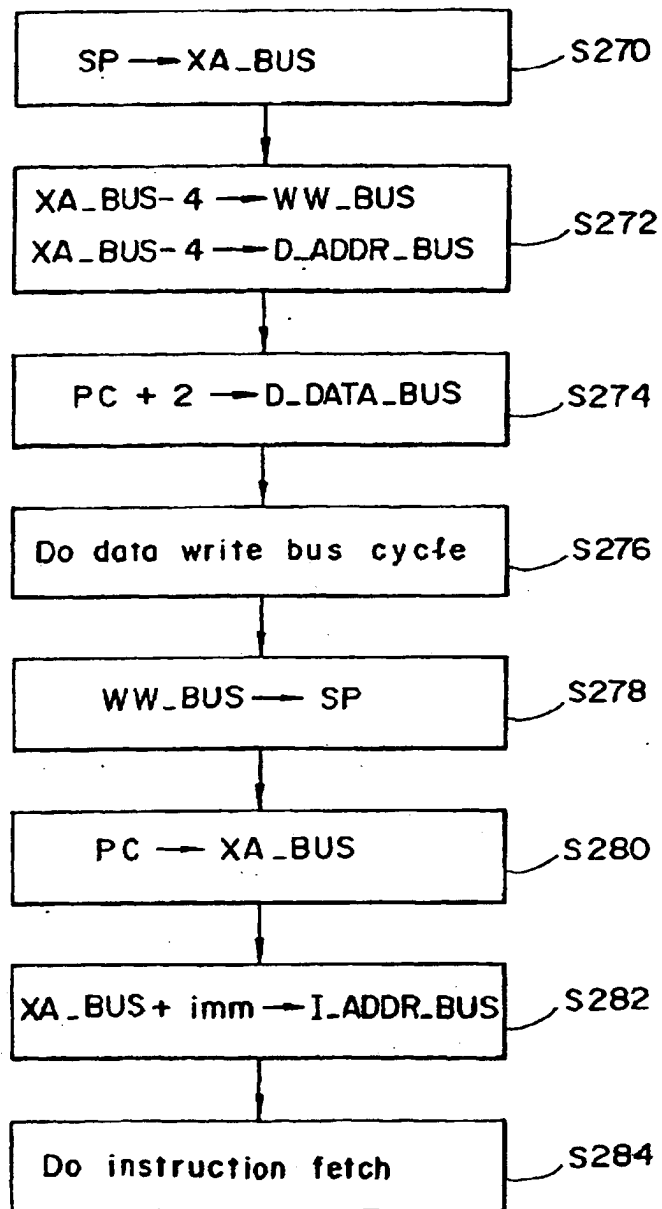 SP → XA_BUS
S270
XA_BUS-4 → WW_BUS
XA_BUS-4 → D_ADDR_BUS
S272
PC + 2 → D_DATA_BUS
S274
Do data write bus cycle
S276
WW_BUS → SP
S278
PC → XA_BUS
S280
XA_BUS + imm → I_ADDR_BUS
S282
Do instruction fetch
S284